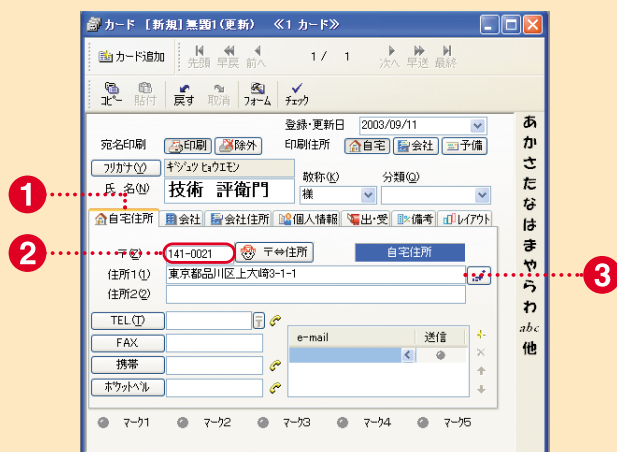 カード [新規]無題1(更新) ≪1 カード≫
カード追加 先頭 早戻 前へ 1/ 1 次へ 早送 最終
コピー 貼付 戻す 取消 フォーム チェック
登録・更新日 2003/09/11
宛名印刷 印刷 除外 印刷住所 自宅 会社 予備
フリガナ(Y) ギジュツ ヒョウエモン 敬称(K) 分類(Q)
氏 名(N) 技術 評衛門 様
1
自宅住所 会社 会社住所 個人情報 出・受 備考 レイアウト
2
〒(Z) 141-0021 〒⇔住所 自宅住所
住所1(1) 東京都品川区上大崎3-1-1
3
住所2(2)
TEL(T) 〒
FAX e-mail 送信
携帯
ポケットベル
マーク1 マーク2 マーク3 マーク4 マーク5
あ
か
さ
た
な
は
ま
や
ら
わ
abc
他